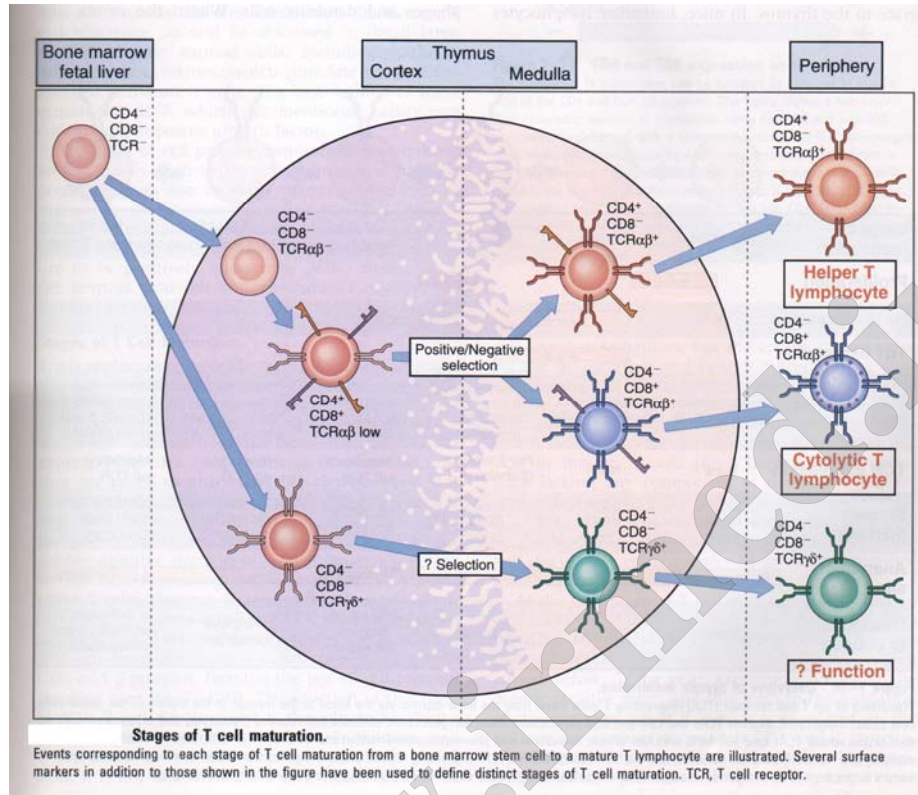 Bone marrow
fetal liver
Thymus
Cortex
Medulla
Periphery
CD4⁻
CD8⁻
TCR⁻
CD4⁻
CD8⁻
TCRαβ⁻
CD4⁺
CD8⁺
TCRαβ low
Positive/Negative
selection
CD4⁺
CD8⁻
TCRαβ⁺
CD4⁻
CD8⁺
TCRαβ⁺
CD4⁺
CD8⁻
TCRαβ⁺
Helper T
lymphocyte
CD4⁻
CD8⁺
TCRαβ⁺
Cytolytic T
lymphocyte
CD4⁻
CD8⁻
TCRγδ⁺
? Selection
CD4⁻
CD8⁻
TCRγδ⁺
CD4⁻
CD8⁻
TCRγδ⁺
? Function
Stages of T cell maturation.
Events corresponding to each stage of T cell maturation from a bone marrow stem cell to a mature T lymphocyte are illustrated. Several surface
markers in addition to those shown in the figure have been used to define distinct stages of T cell maturation. TCR, T cell receptor.